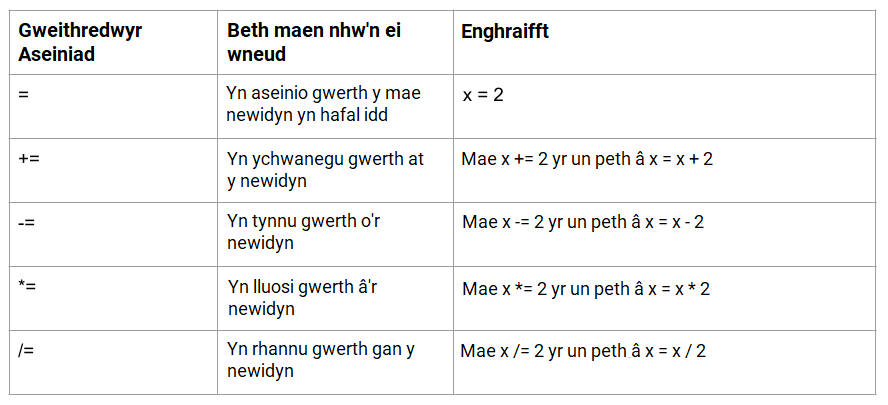 Gweithredwyr
Aseiniad
Beth maen nhw'n ei
wneud
Enghraifft
=
Yn aseinio gwerth y mae
newidyn yn hafal idd
x = 2
+=
Yn ychwanegu gwerth at
y newidyn
Mae x += 2 yr un peth â x = x + 2
-=
Yn tynnu gwerth o'r
newidyn
Mae x -= 2 yr un peth â x = x - 2
*=
Yn lluosi gwerth â'r
newidyn
Mae x *= 2 yr un peth â x = x * 2
/=
Yn rhannu gwerth gan y
newidyn
Mae x /= 2 yr un peth â x = x / 2